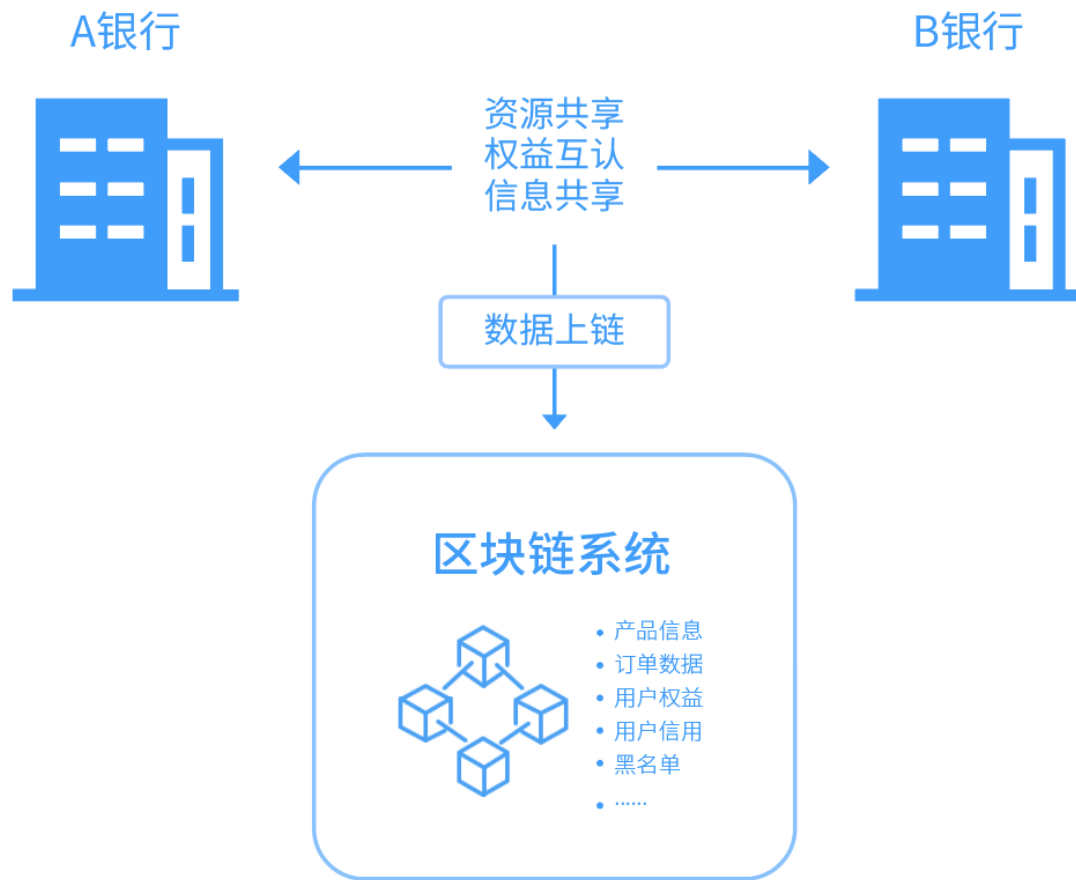 A银行
B银行
资源共享
权益互认
信息共享
数据上链
区块链系统
• 产品信息
• 订单数据
• 用户权益
• 用户信用
• 黑名单
• ……